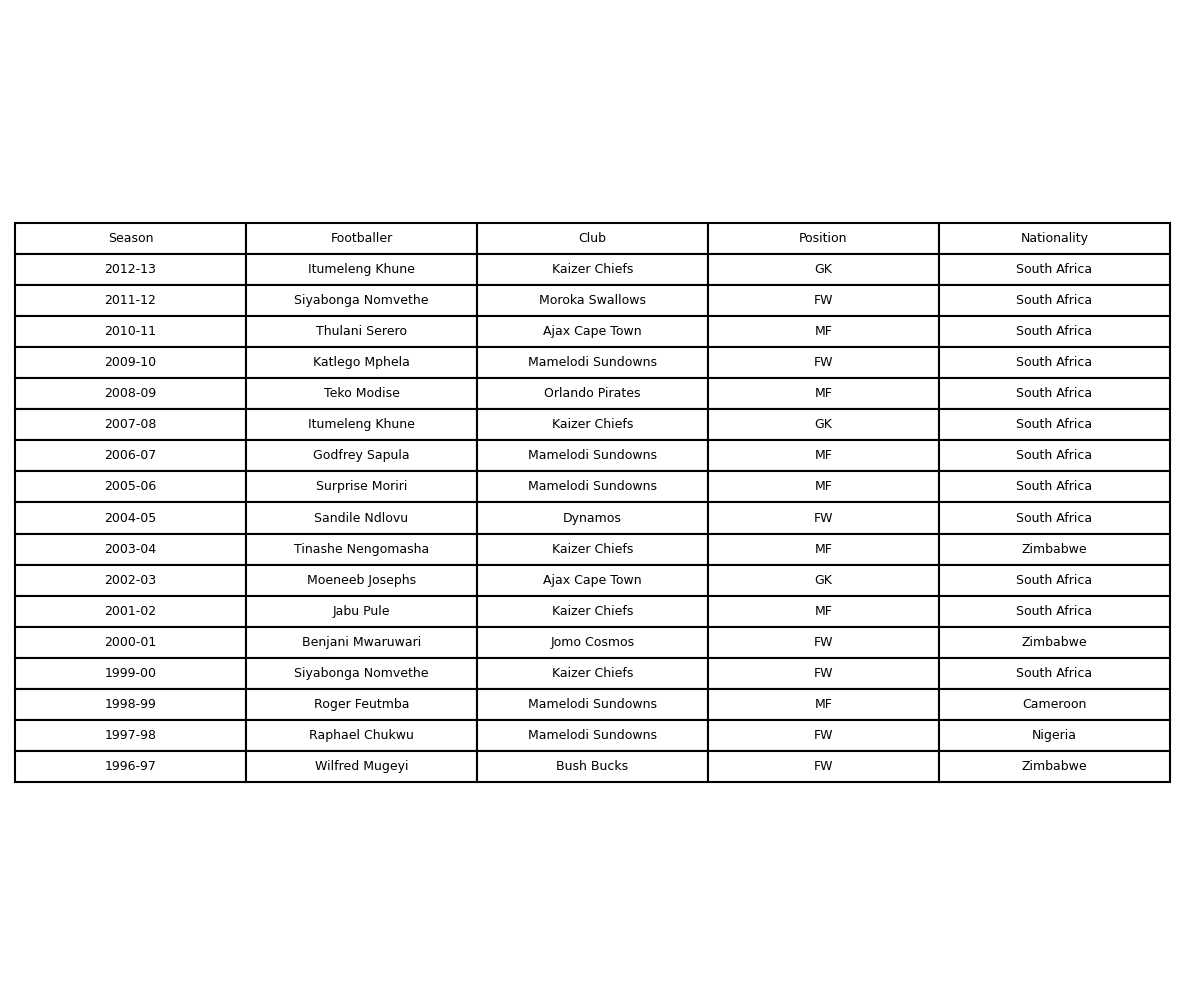 Season Footballer Club Position Nationality
2012-13 Itumeleng Khune Kaizer Chiefs GK South Africa
2011-12 Siyabonga Nomvethe Moroka Swallows FW South Africa
2010-11 Thulani Serero Ajax Cape Town MF South Africa
2009-10 Katlego Mphela Mamelodi Sundowns FW South Africa
2008-09 Teko Modise Orlando Pirates MF South Africa
2007-08 Itumeleng Khune Kaizer Chiefs GK South Africa
2006-07 Godfrey Sapula Mamelodi Sundowns MF South Africa
2005-06 Surprise Moriri Mamelodi Sundowns MF South Africa
2004-05 Sandile Ndlovu Dynamos FW South Africa
2003-04 Tinashe Nengomasha Kaizer Chiefs MF Zimbabwe
2002-03 Moeneeb Josephs Ajax Cape Town GK South Africa
2001-02 Jabu Pule Kaizer Chiefs MF South Africa
2000-01 Benjani Mwaruwari Jomo Cosmos FW Zimbabwe
1999-00 Siyabonga Nomvethe Kaizer Chiefs FW South Africa
1998-99 Roger Feutmba Mamelodi Sundowns MF Cameroon
1997-98 Raphael Chukwu Mamelodi Sundowns FW Nigeria
1996-97 Wilfred Mugeyi Bush Bucks FW Zimbabwe